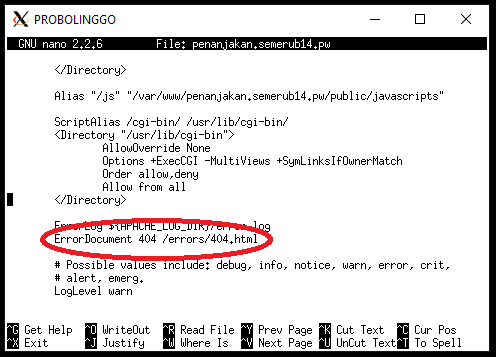 PROBOLINGGO
GNU nano 2.2.6 File: penanjakan.semerub14.pw
</Directory>
Alias "/js" "/var/www/penanjakan.semerub14.pw/public/javascripts"
ScriptAlias /cgi-bin/ /usr/lib/cgi-bin/
<Directory "/usr/lib/cgi-bin">
AllowOverride None
Options +ExecCGI -MultiViews +SymLinksIfOwnerMatch
Order allow,deny
Allow from all
</Directory>
ErrorLog ${APACHE_LOG_DIR}/error.log
ErrorDocument 404 /errors/404.html
# Possible values include: debug, info, notice, warn, error, crit,
# alert, emerg.
LogLevel warn
^G Get Help ^O WriteOut ^R Read File ^Y Prev Page ^K Cut Text ^C Cur Pos
^X Exit ^J Justify ^W Where Is ^V Next Page ^U UnCut Text ^T To Spell